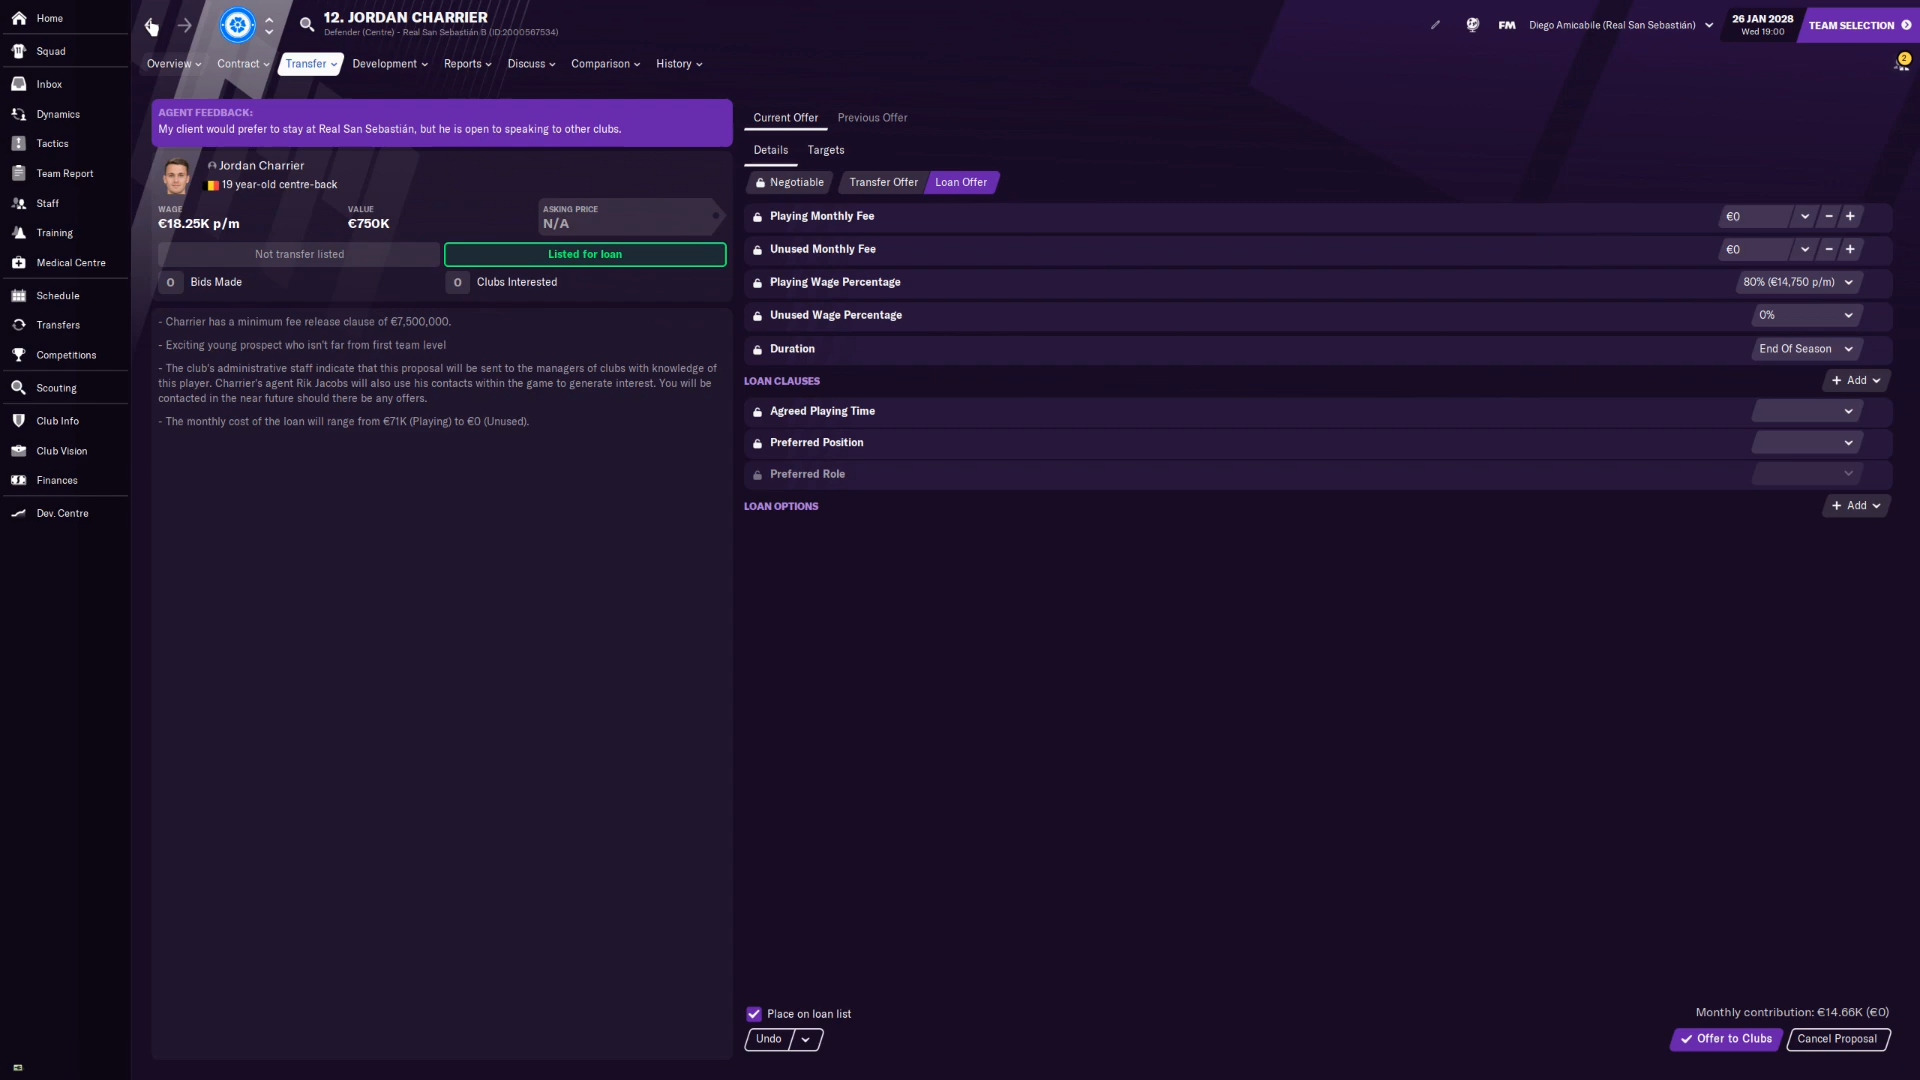 Home
Squad
Inbox
Dynamics
Tactics
Team Report
Staff
Training
Medical Centre
Schedule
Transfers
Competitions
Scouting
Club Info
Club Vision
Finances
Dev. Centre
12. JORDAN CHARRIER
Defender (Centre) - Real San Sebastián B (ID:2000567534)
FM
Diego Amicabile (Real San Sebastián)
26 JAN 2028
Wed 19:00
TEAM SELECTION
2
Overview
Contract
Transfer
Development
Reports
Discuss
Comparison
History
AGENT FEEDBACK:
My client would prefer to stay at Real San Sebastián, but he is open to speaking to other clubs.
Jordan Charrier
19 year-old centre-back
WAGE
€18.25K p/m
VALUE
€750K
ASKING PRICE
N/A
Not transfer listed
Listed for loan
0 Bids Made
0 Clubs Interested
- Charrier has a minimum fee release clause of €7,500,000.
- Exciting young prospect who isn't far from first team level
- The club's administrative staff indicate that this proposal will be sent to the managers of clubs with knowledge of
this player. Charrier's agent Rik Jacobs will also use his contacts within the game to generate interest. You will be
contacted in the near future should there be any offers.
- The monthly cost of the loan will range from €71K (Playing) to €0 (Unused).
Current Offer
Previous Offer
Details
Targets
Negotiable
Transfer Offer
Loan Offer
Playing Monthly Fee
€0
Unused Monthly Fee
€0
Playing Wage Percentage
80% (€14,750 p/m)
Unused Wage Percentage
0%
Duration
End Of Season
LOAN CLAUSES
+ Add
Agreed Playing Time
Preferred Position
Preferred Role
LOAN OPTIONS
+ Add
Place on loan list
Undo
Monthly contribution: €14.66K (€0)
Offer to Clubs
Cancel Proposal